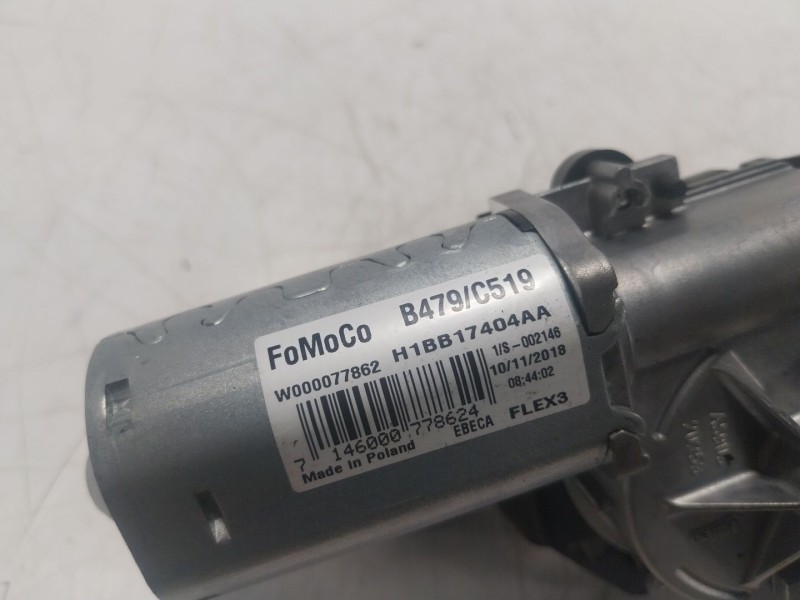 FoMoCo B479/C519
W000077862 H1BB17404AA
1/S-002146
10/11/2018
08:44:02
7 146000 778624
EBECA FLEX3
Made in Poland